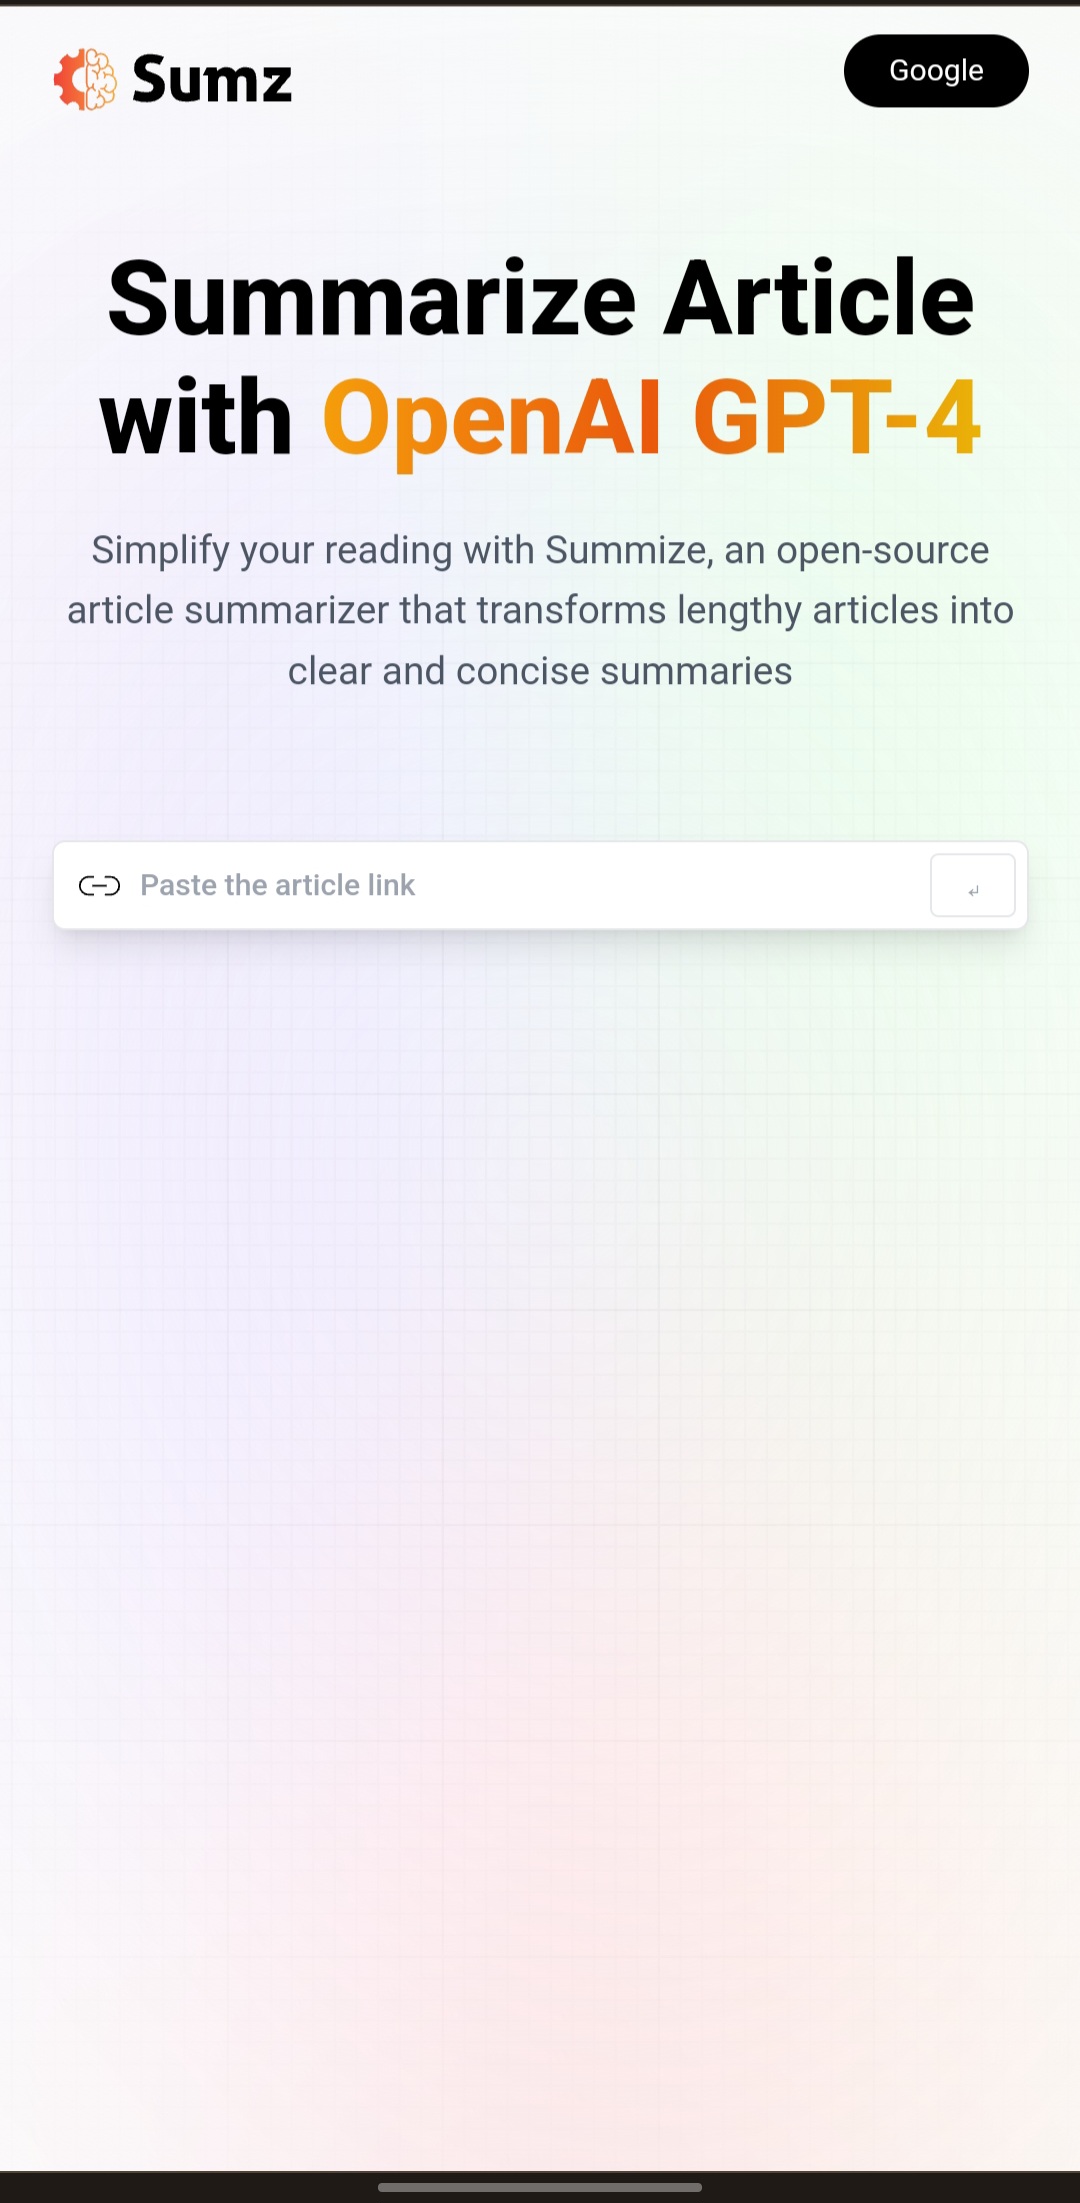 Sumz
Google
Summarize Article
with OpenAI GPT-4
Simplify your reading with Summize, an open-source
article summarizer that transforms lengthy articles into
clear and concise summaries
Paste the article link
↵